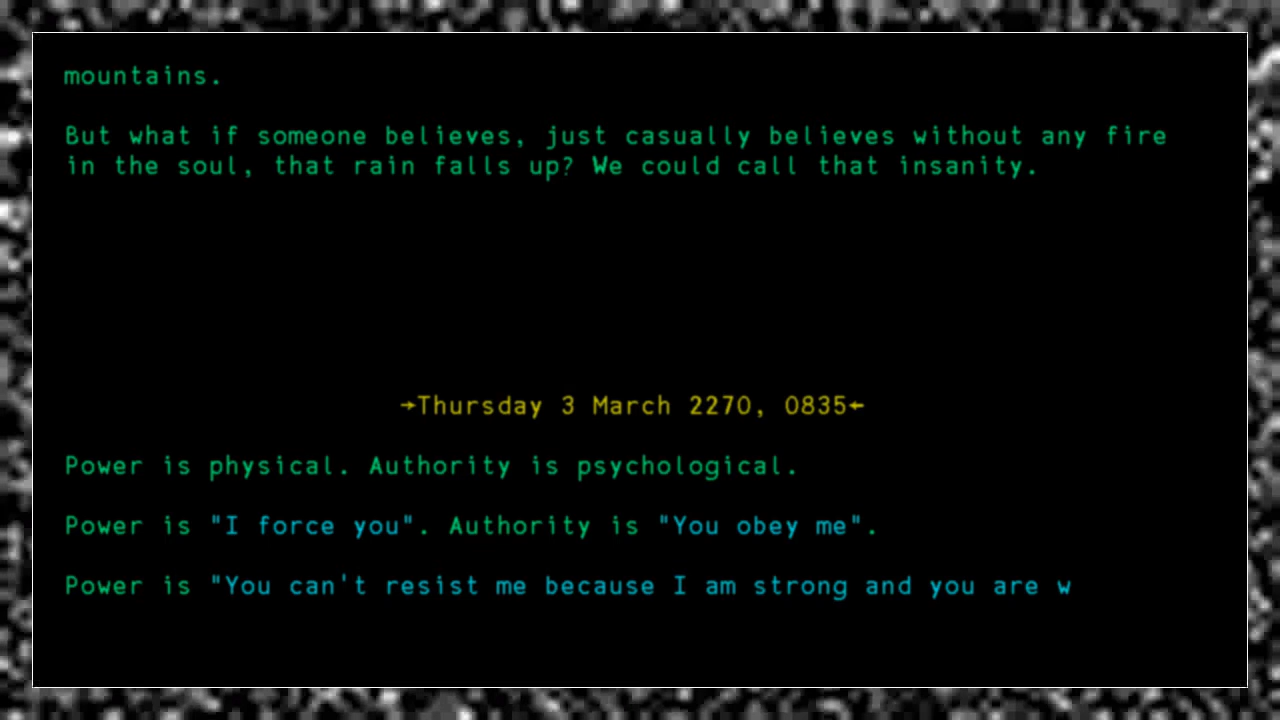 mountains.
But what if someone believes, just casually believes without any fire
in the soul, that rain falls up? We could call that insanity.
→Thursday 3 March 2270, 0835←
Power is physical. Authority is psychological.
Power is "I force you". Authority is "You obey me".
Power is "You can't resist me because I am strong and you are w